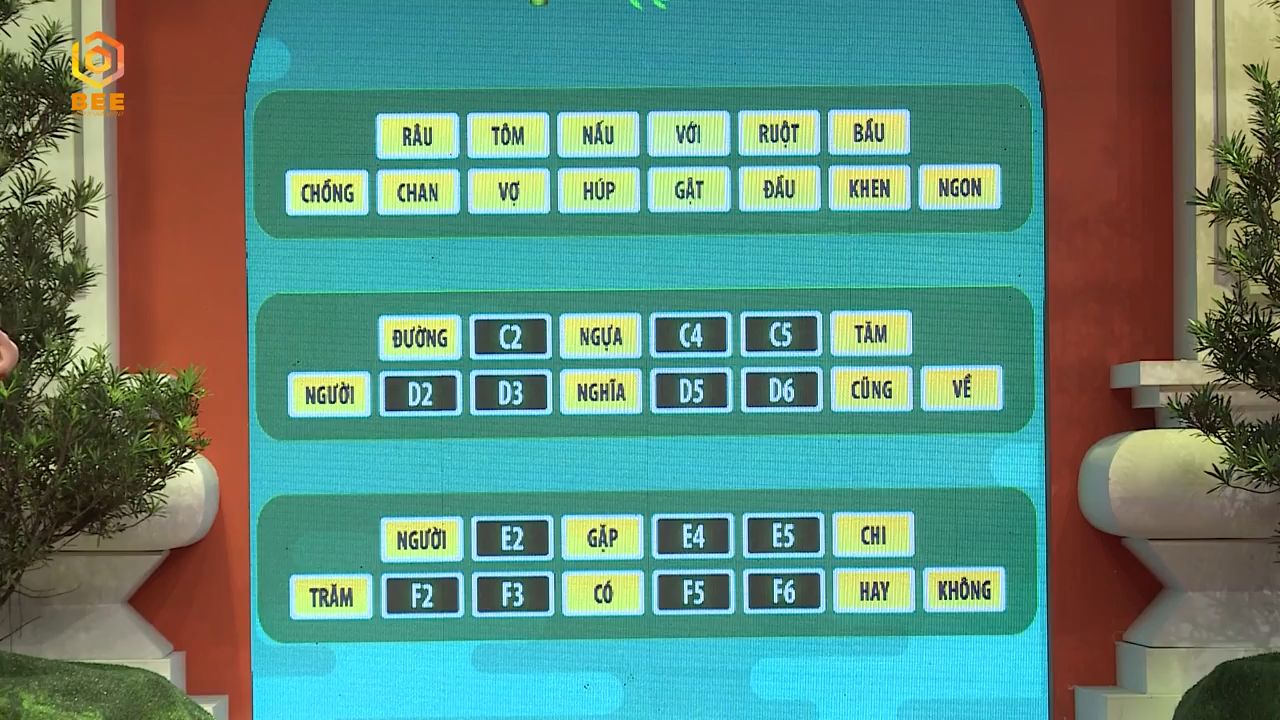 BEE
RÂU TÔM NẤU VỚI RUỘT BẦU
CHỒNG CHAN VỢ HÚP GẬT ĐẦU KHEN NGON
ĐƯỜNG C2 NGỰA C4 C5 TĂM
NGƯỜI D2 D3 NGHĨA D5 D6 CŨNG VỀ
NGƯỜI E2 GẶP E4 E5 CHI
TRĂM F2 F3 CÓ F5 F6 HAY KHÔNG